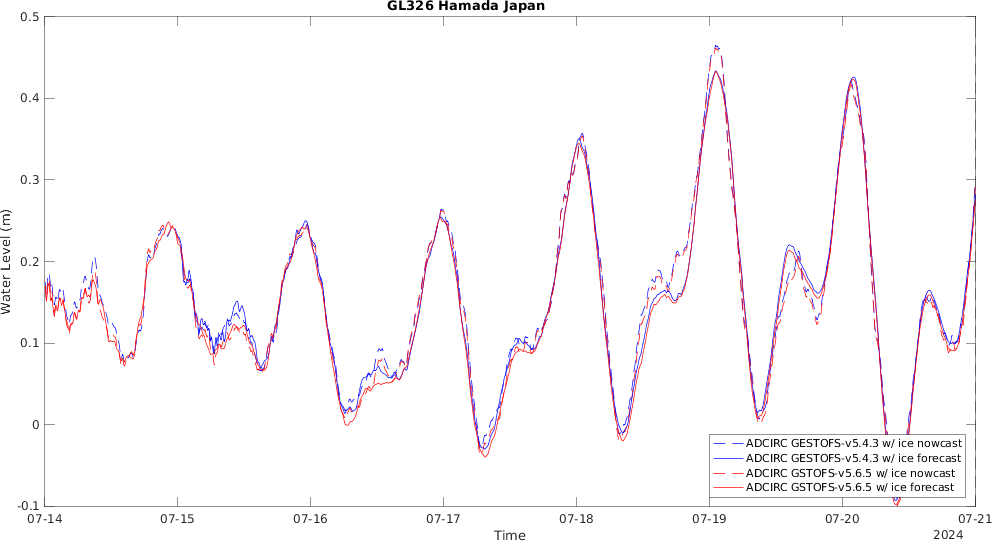 GL326 Hamada Japan
0.5
0.4
0.3
0.2
0.1
0
-0.1
Water Level (m)
ADCIRC GESTOFS-v5.4.3 w/ ice nowcast
ADCIRC GESTOFS-v5.4.3 w/ ice forecast
ADCIRC GSTOFS-v5.6.5 w/ ice nowcast
ADCIRC GSTOFS-v5.6.5 w/ ice forecast
07-14 07-15 07-16 07-17 07-18 07-19 07-20 07-21
Time
2024